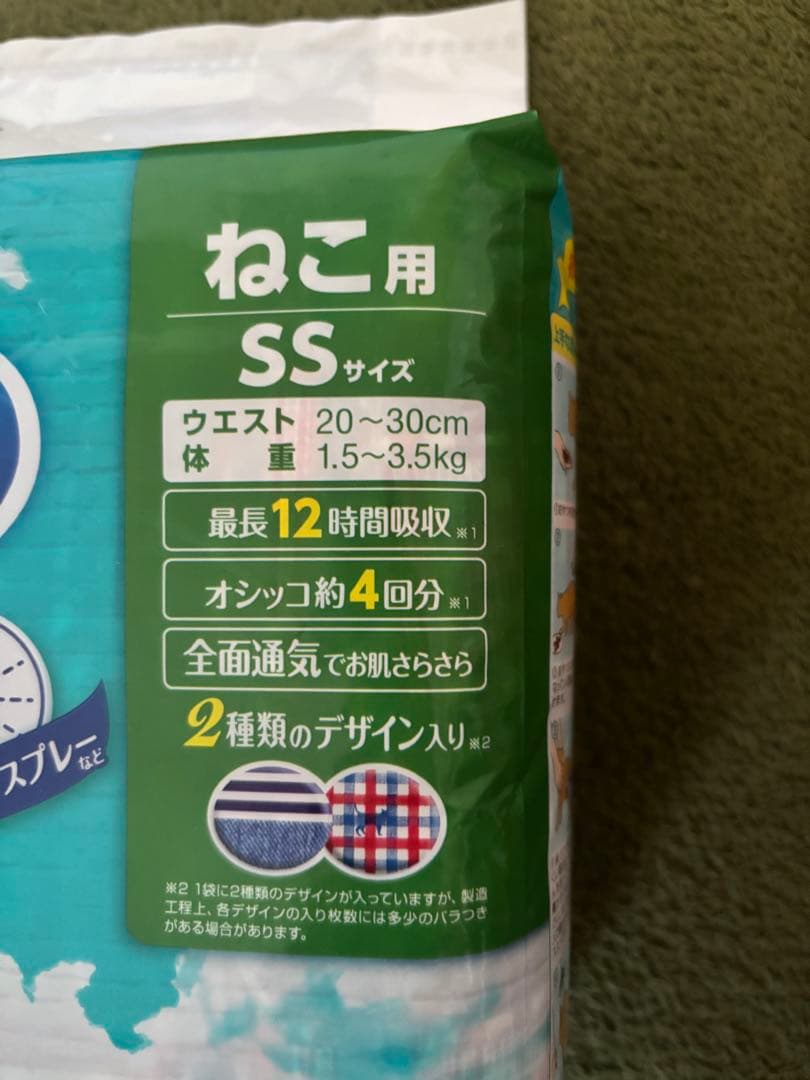 ねこ用
SSサイズ
ウエスト 20～30cm
体重 1.5～3.5kg
最長12時間吸収※1
オシッコ約4回分※1
全面通気でお肌さらさら
2種類のデザイン入り※2
スプレーなど
※2 1袋に2種類のデザインが入っていますが、製造
工程上、各デザインの入り枚数には多少のバラつき
がある場合があります。